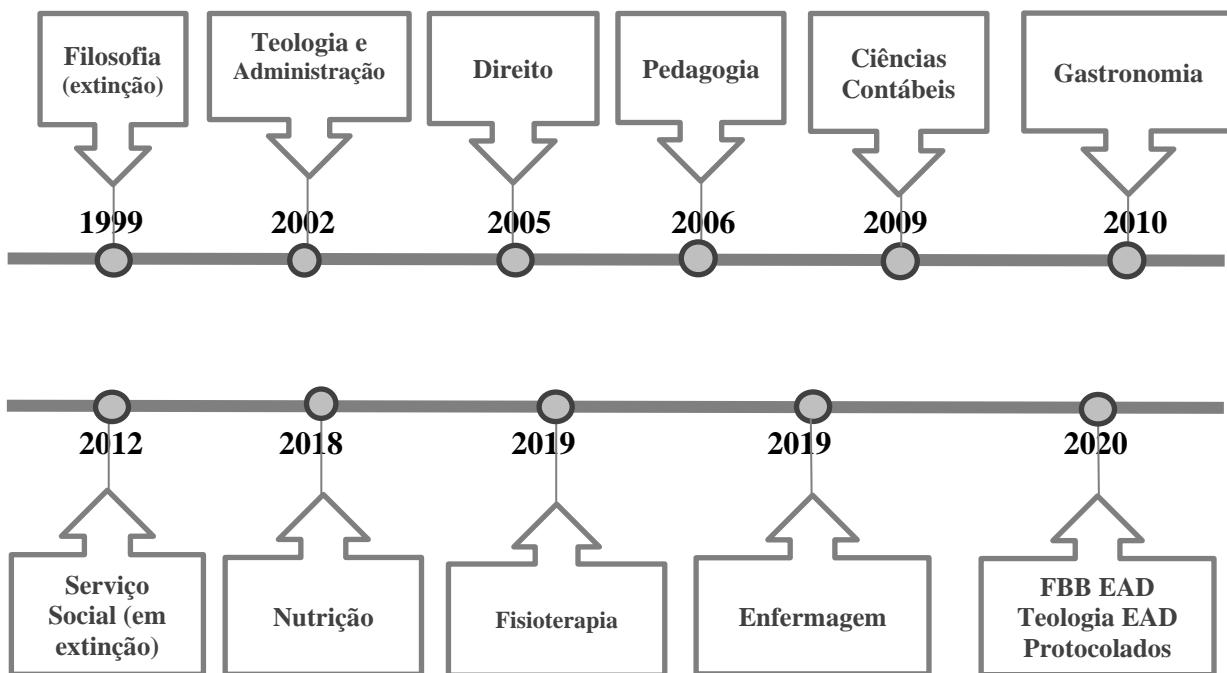 Filosofia
(extinção)
Teologia e
Administração
Direito
Pedagogia
Ciências
Contábeis
Gastronomia
1999
2002
2005
2006
2009
2010
2012
2018
2019
2019
2020
Serviço
Social (em
extinção)
Nutrição
Fisioterapia
Enfermagem
FBB EAD
Teologia EAD
Protocolados